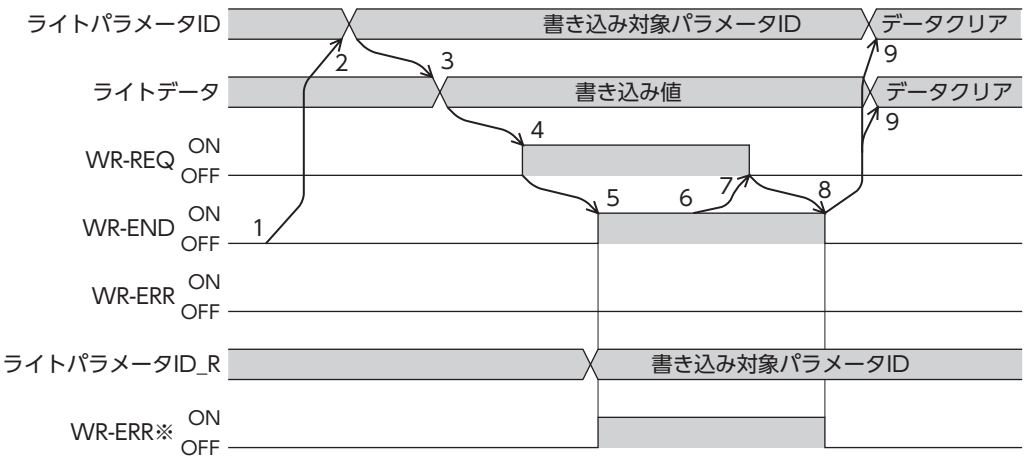 ライトパラメータID 書き込み対象パラメータID データクリア
2 3 9
ライトデータ 書き込み値 データクリア
4 9
WR-REQ ON
OFF
5 6 7 8
WR-END ON
OFF 1
WR-ERR ON
OFF
ライトパラメータID_R 書き込み対象パラメータID
WR-ERR※ ON
OFF